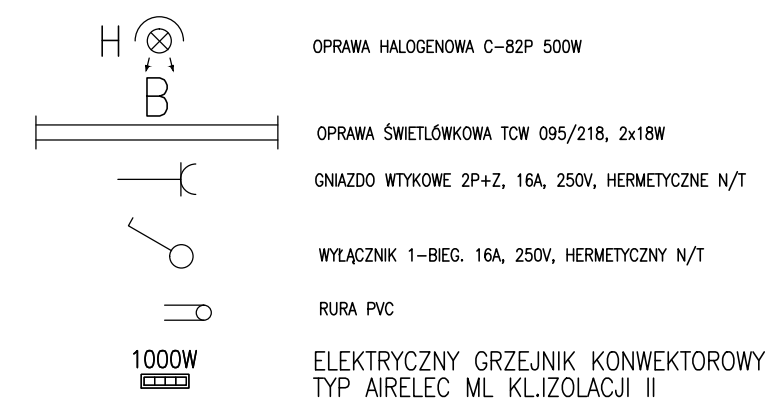 H
OPRAWA HALOGENOWA C-82P 500W
B
OPRAWA ŚWIETLÓWKOWA TCW 095/218, 2x18W
GNIAZDO WTYKOWE 2P+Z, 16A, 250V, HERMETYCZNE N/T
WYŁĄCZNIK 1-BIEG. 16A, 250V, HERMETYCZNY N/T
RURA PVC
1000W
ELEKTRYCZNY GRZEJNIK KONWEKTOROWY
TYP AIRELEC ML KL.IZOLACJI II